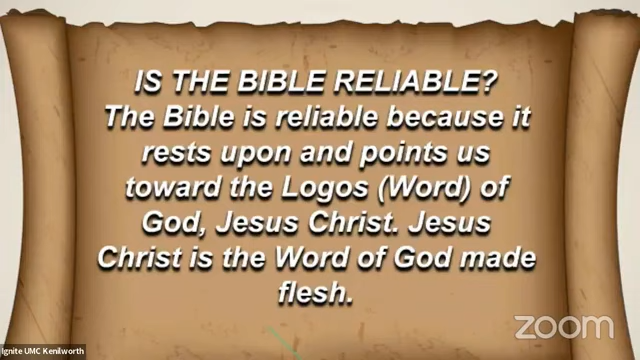 IS THE BIBLE RELIABLE?
The Bible is reliable because it
rests upon and points us
toward the Logos (Word) of
God, Jesus Christ. Jesus
Christ is the Word of God made
flesh.
zoom
Ignite UMC Kenilworth